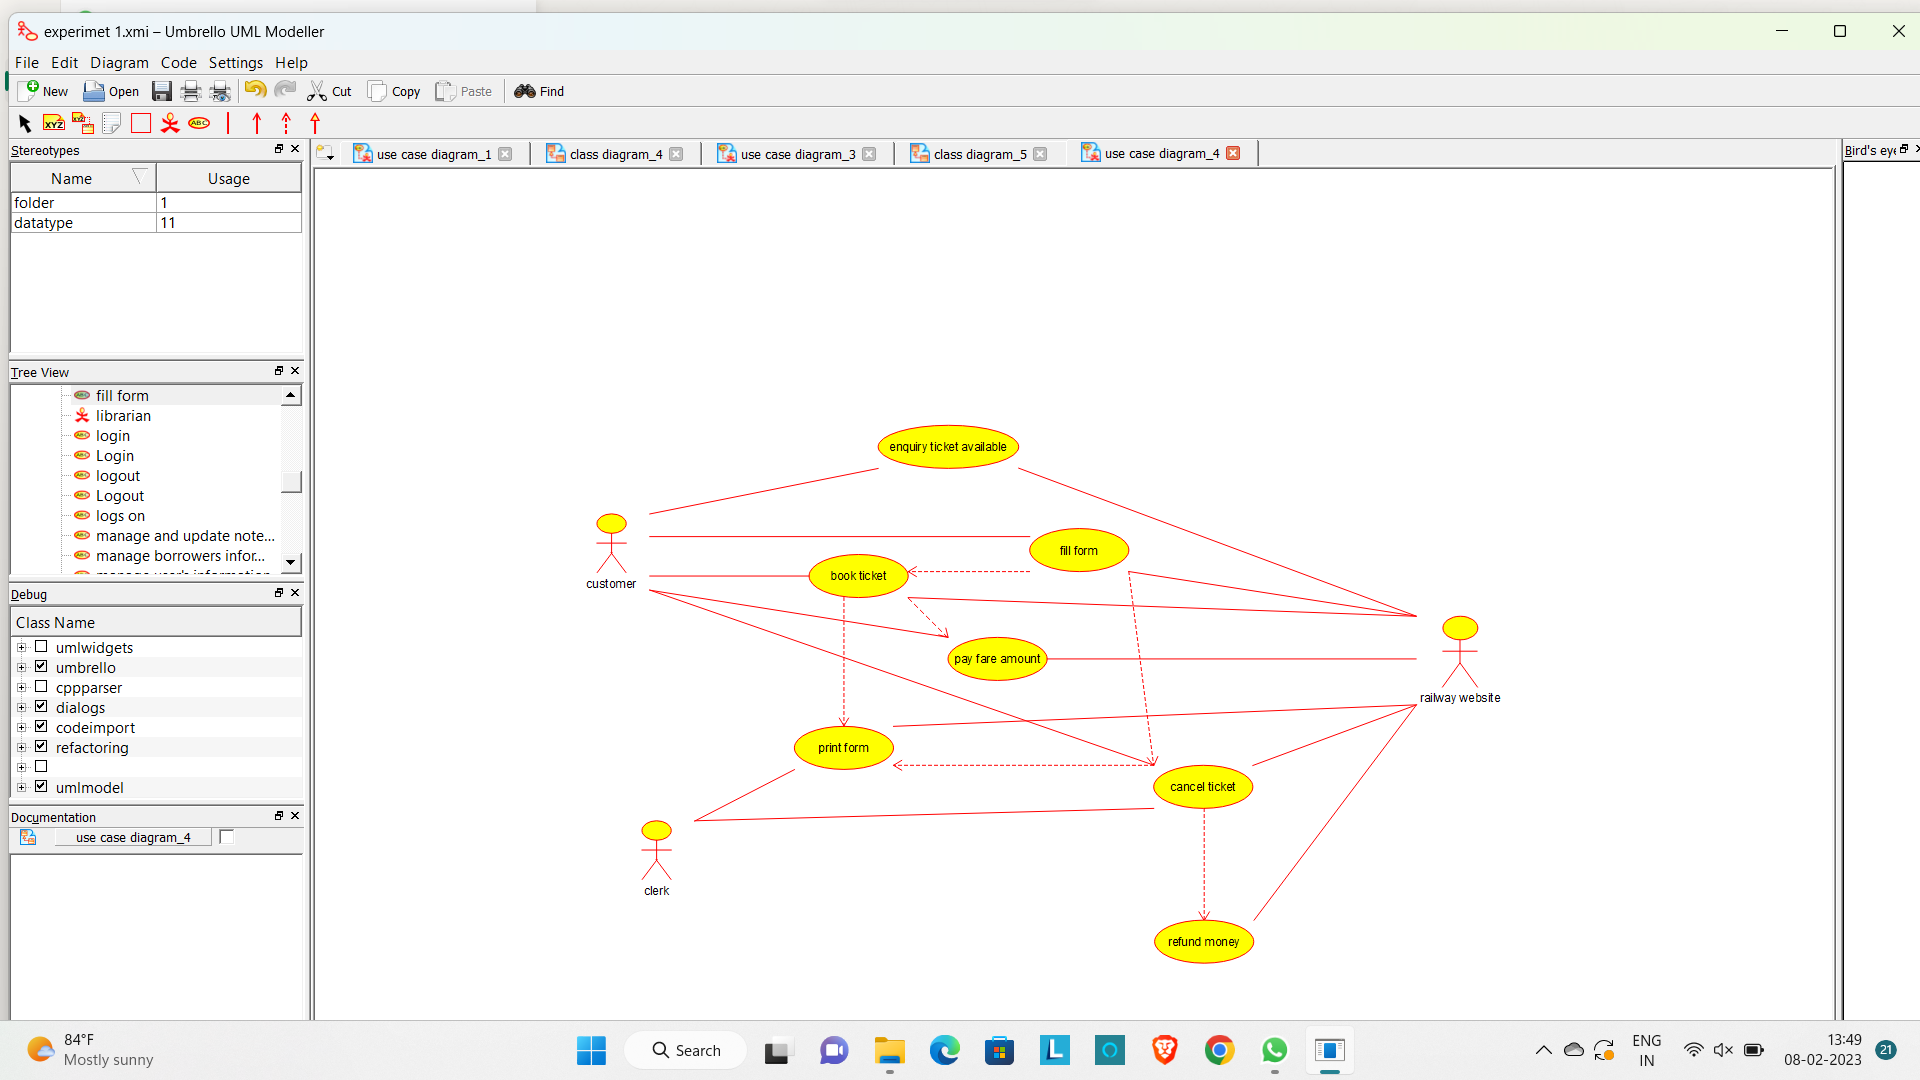 experimet 1.xmi – Umbrello UML Modeller
File Edit Diagram Code Settings Help
New Open Cut Copy Paste Find
XYZ ABC
Stereotypes
Name Usage
folder 1
datatype 11
use case diagram_1 class diagram_4 use case diagram_3 class diagram_5 use case diagram_4
Bird's eye
Tree View
fill form
librarian
login
Login
logout
Logout
logs on
manage and update note...
manage borrowers infor...
Debug
Class Name
umlwidgets
umbrello
cppparser
dialogs
codeimport
refactoring
umlmodel
Documentation
use case diagram_4
enquiry ticket available
customer
fill form
book ticket
pay fare amount
railway website
print form
cancel ticket
clerk
refund money
84°F
Mostly sunny
Search
ENG
IN
13:49
08-02-2023
21